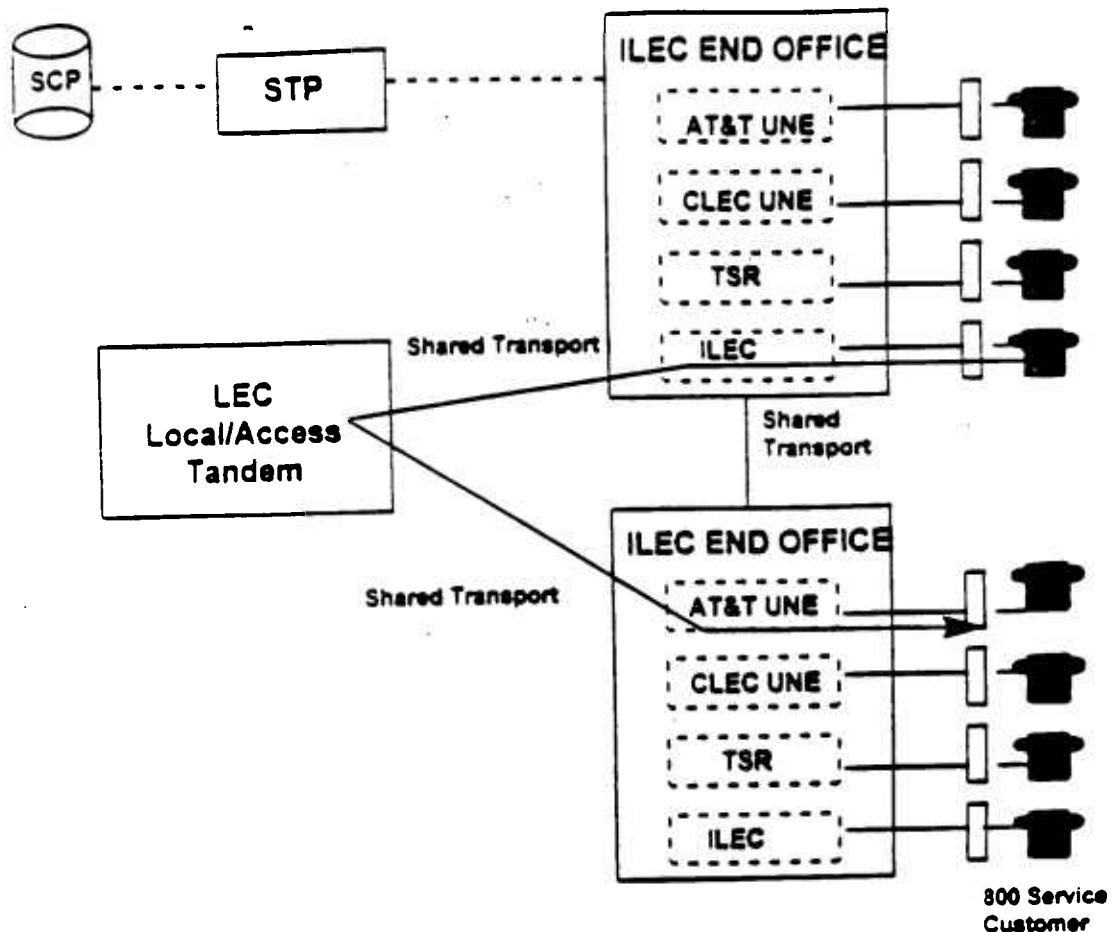 SCP
STP
ILEC END OFFICE
AT&T UNE
CLEC UNE
TSR
ILEC
Shared Transport
LEC
Local/Access
Tandem
Shared
Transport
ILEC END OFFICE
Shared Transport
AT&T UNE
CLEC UNE
TSR
ILEC
800 Service
Customer